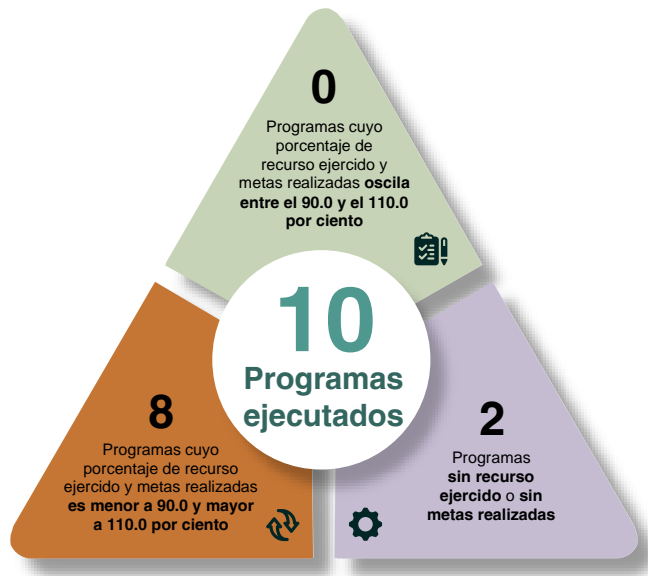 0
Programas cuyo
porcentaje de
recurso ejercido y
metas realizadas oscila
entre el 90.0 y el 110.0
por ciento
10
Programas
ejecutados
8
Programas cuyo
porcentaje de recurso
ejercido y metas realizadas
es menor a 90.0 y mayor
a 110.0 por ciento
2
Programas
sin recurso
ejercido o sin
metas realizadas